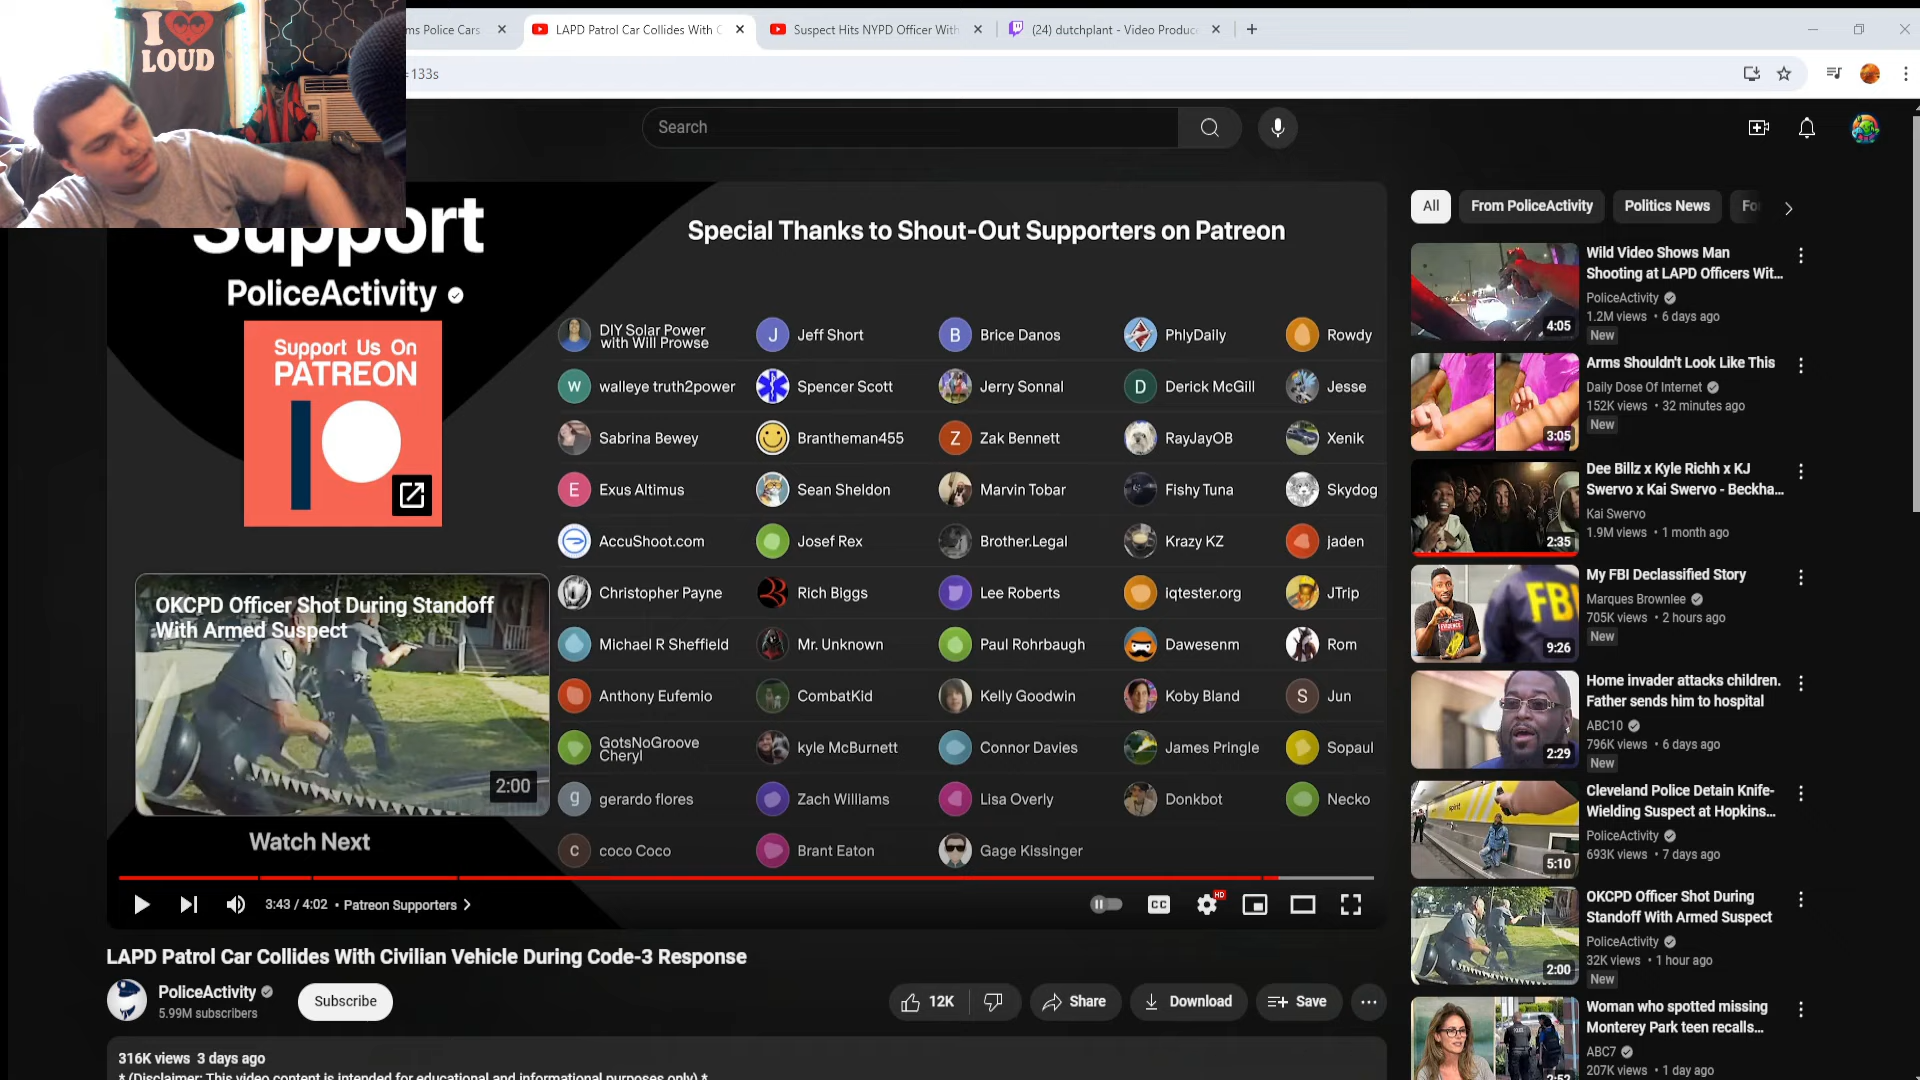 I ♥
LOUD
ms Police Cars
LAPD Patrol Car Collides With C
Suspect Hits NYPD Officer With
(24) dutchplant - Video Produce
=133s
Search
Support
PoliceActivity
Support Us On
PATREON
Special Thanks to Shout-Out Supporters on Patreon
DIY Solar Power
with Will Prowse
J
Jeff Short
B
Brice Danos
PhlyDaily
Rowdy
W
walleye truth2power
Spencer Scott
Jerry Sonnal
D
Derick McGill
Jesse
Sabrina Bewey
Brantheman455
Z
Zak Bennett
RayJayOB
Xenik
E
Exus Altimus
Sean Sheldon
Marvin Tobar
Fishy Tuna
Skydog
AccuShoot.com
Josef Rex
Brother.Legal
Krazy KZ
jaden
Christopher Payne
Rich Biggs
Lee Roberts
iqtester.org
JTrip
Michael R Sheffield
Mr. Unknown
Paul Rohrbaugh
Dawesenm
Rom
Anthony Eufemio
CombatKid
Kelly Goodwin
Koby Bland
S
Jun
GotsNoGroove
Cheryl
kyle McBurnett
Connor Davies
James Pringle
Sopaul
g
gerardo flores
Zach Williams
Lisa Overly
Donkbot
Necko
c
coco Coco
Brant Eaton
Gage Kissinger
OKCPD Officer Shot During Standoff
With Armed Suspect
2:00
Watch Next
3:43 / 4:02 • Patreon Supporters
CC
HD
LAPD Patrol Car Collides With Civilian Vehicle During Code-3 Response
PoliceActivity
5.99M subscribers
Subscribe
12K
Share
Download
Save
316K views 3 days ago
* (Disclaimer: This video content is intended for educational and informational purposes only) *
All
From PoliceActivity
Politics News
Fo
4:05
Wild Video Shows Man
Shooting at LAPD Officers Wit...
PoliceActivity
1.2M views • 6 days ago
New
3:05
Arms Shouldn't Look Like This
Daily Dose Of Internet
152K views • 32 minutes ago
New
2:35
Dee Billz x Kyle Richh x KJ
Swervo x Kai Swervo - Beckha...
Kai Swervo
1.9M views • 1 month ago
FBI
9:26
My FBI Declassified Story
Marques Brownlee
705K views • 2 hours ago
New
2:29
Home invader attacks children.
Father sends him to hospital
ABC10
796K views • 6 days ago
New
spirit
5:10
Cleveland Police Detain Knife-
Wielding Suspect at Hopkins...
PoliceActivity
693K views • 7 days ago
2:00
OKCPD Officer Shot During
Standoff With Armed Suspect
PoliceActivity
32K views • 1 hour ago
New
2:52
Woman who spotted missing
Monterey Park teen recalls...
ABC7
207K views • 1 day ago